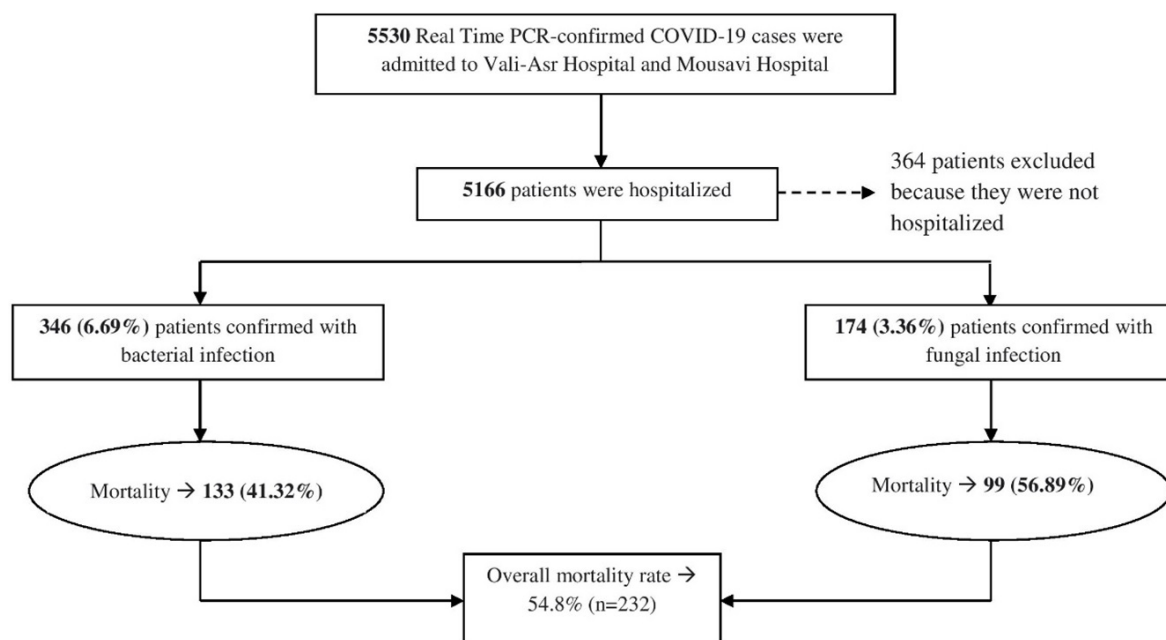 5530 Real Time PCR-confirmed COVID-19 cases were
admitted to Vali-Asr Hospital and Mousavi Hospital
5166 patients were hospitalized
364 patients excluded
because they were not
hospitalized
346 (6.69%) patients confirmed with
bacterial infection
174 (3.36%) patients confirmed with
fungal infection
Mortality → 133 (41.32%)
Mortality → 99 (56.89%)
Overall mortality rate →
54.8% (n=232)